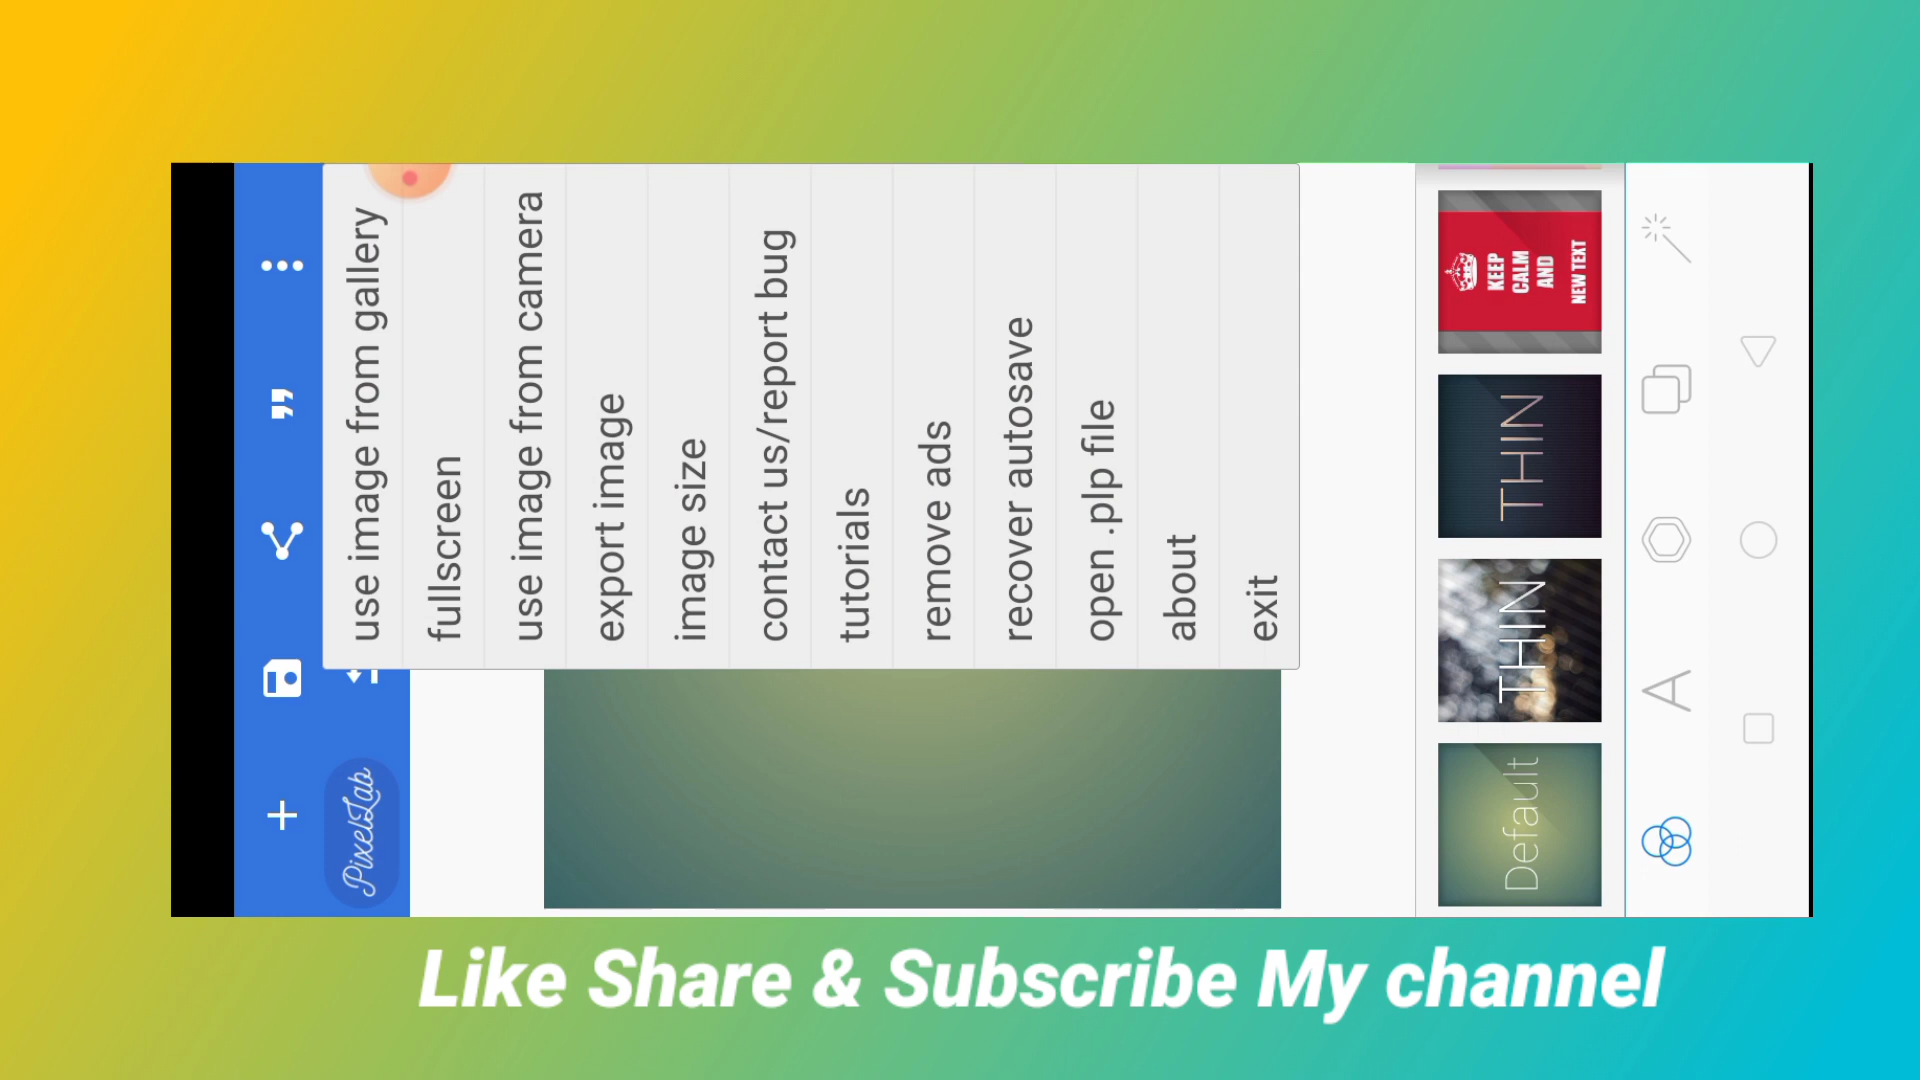 use image from gallery
fullscreen
use image from camera
export image
image size
contact us/report bug
tutorials
remove ads
recover autosave
open .plp file
about
exit
PixelLab
Default
THIN
THIN
KEEP
CALM
AND
NEW TEXT
Like Share & Subscribe My channel